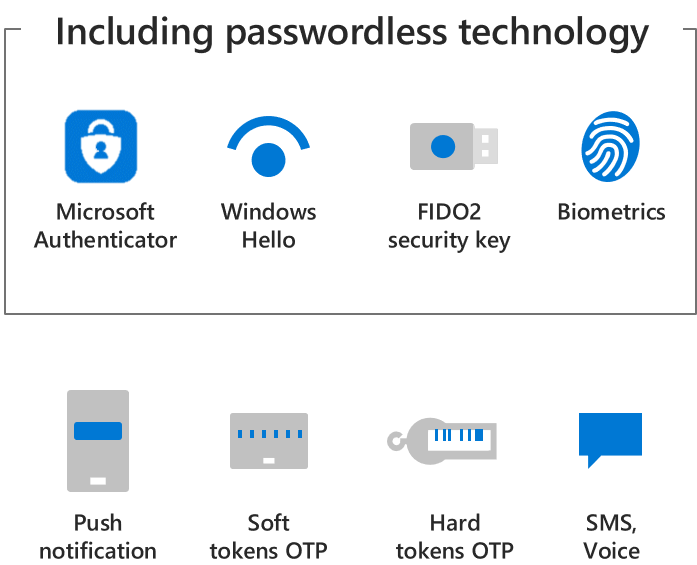 Including passwordless technology
Microsoft
Authenticator
Windows
Hello
FIDO2
security key
Biometrics
Push
notification
Soft
tokens OTP
Hard
tokens OTP
SMS,
Voice